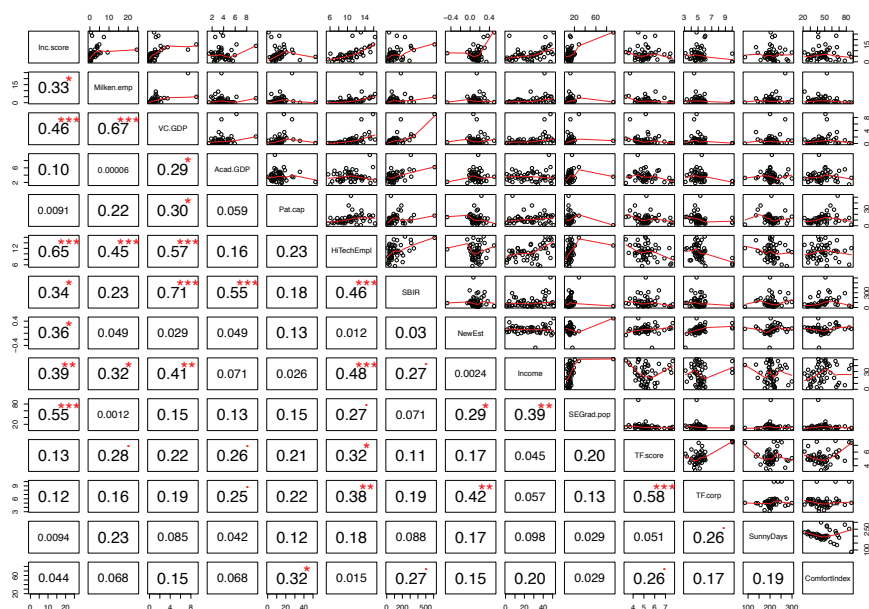 0 10 20 2 4 6 8 8 10 12 14 -0.4 0.0 0.4 20 60 3 5 7 9 20 40 60 80
Inc.score 0 15
0 15 0.33* Milken.emp
0.46*** 0.67*** VC.GDP 0 4 8
2 6 0.10 0.00006 0.29* Acad.GDP
0.0091 0.22 0.30* 0.059 Pat.cap 0 30
6 12 0.65*** 0.45*** 0.57*** 0.16 0.23 HiTechEmpl
0.34* 0.23 0.71*** 0.55*** 0.18 0.46*** SBIR 0 300
-0.4 0.4 0.36* 0.049 0.029 0.049 0.13 0.012 0.03 NewEst
0.39** 0.32* 0.41** 0.071 0.026 0.48*** 0.27. 0.0024 Income 0 30
20 80 0.55*** 0.0012 0.15 0.13 0.15 0.27. 0.071 0.29* 0.39** SEGrad.pop
0.13 0.28. 0.22 0.26. 0.21 0.32* 0.11 0.17 0.045 0.20 TF.score 4 6
3 6 9 0.12 0.16 0.19 0.25. 0.22 0.38** 0.19 0.42** 0.057 0.13 0.58*** TF.corp
0.0094 0.23 0.085 0.042 0.12 0.18 0.088 0.17 0.098 0.029 0.051 0.26. SunnyDays 100 250
20 60 0.044 0.068 0.15 0.068 0.32* 0.015 0.27. 0.15 0.20 0.029 0.26. 0.17 0.19 ComfortIndex
0 10 20 0 4 8 0 20 40 0 200 500 0 20 40 4 5 6 7 100 200 300